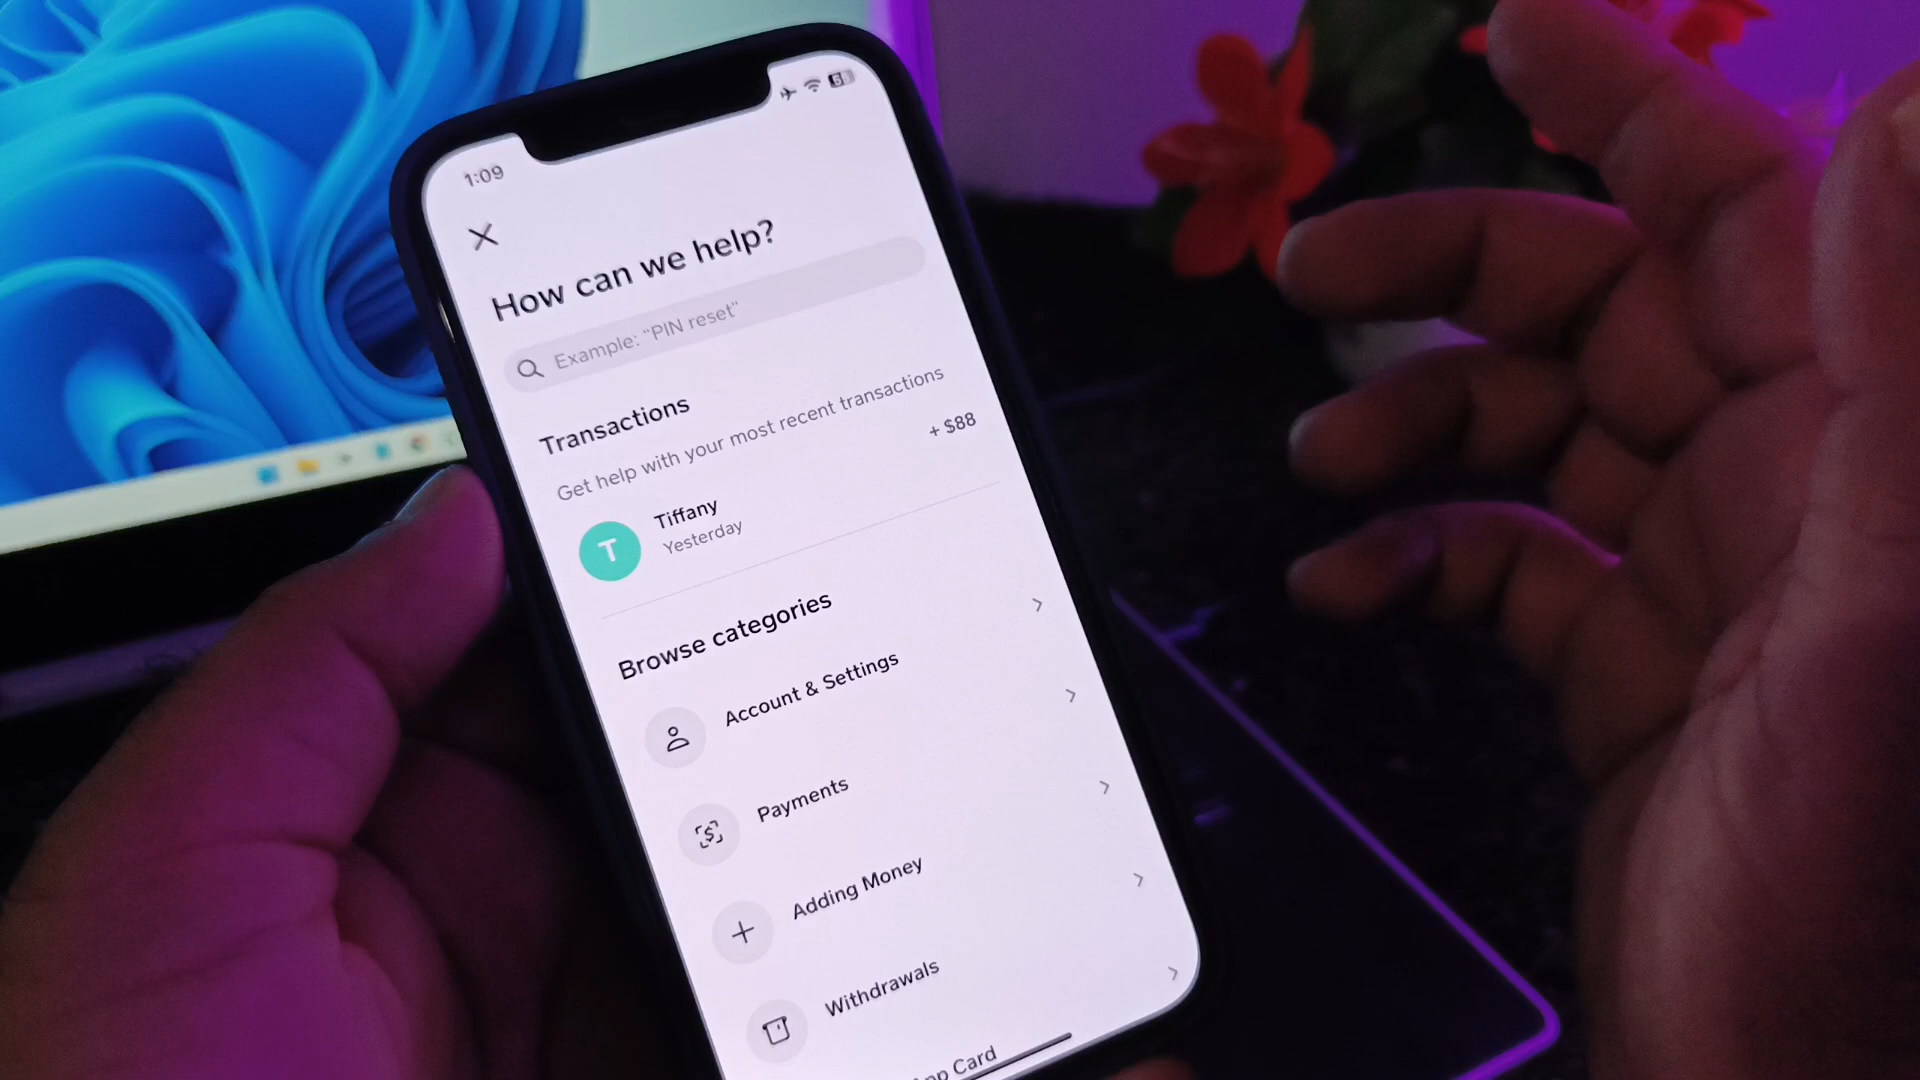 1:09
How can we help?
Example: "PIN reset"
Transactions
Get help with your most recent transactions
+ $88
T
Tiffany
Yesterday
Browse categories
Account & Settings
Payments
Adding Money
Withdrawals
Card